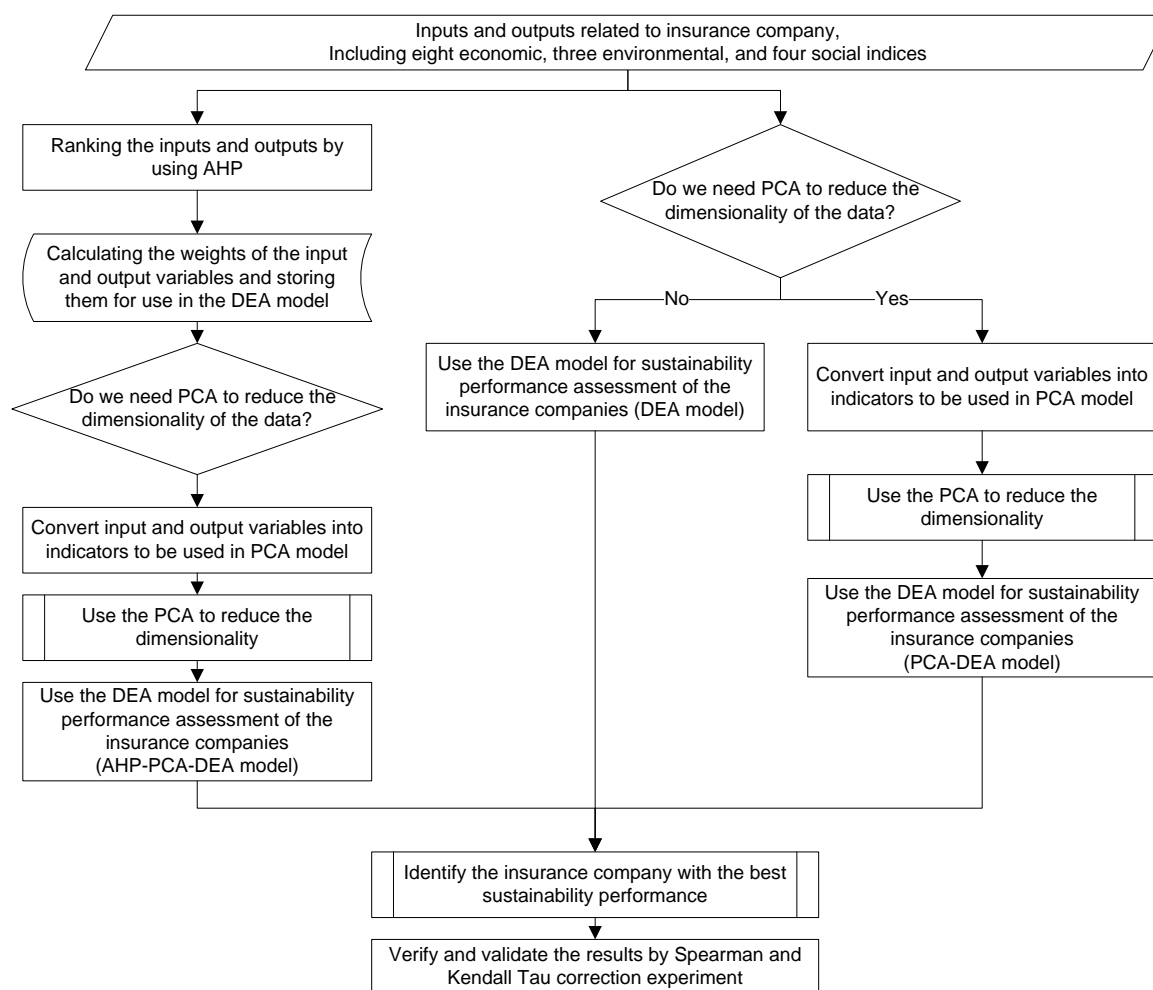 Inputs and outputs related to insurance company,
Including eight economic, three environmental, and four social indices
Ranking the inputs and outputs by
using AHP
Calculating the weights of the input
and output variables and storing
them for use in the DEA model
Do we need PCA to reduce the
dimensionality of the data?
Convert input and output variables into
indicators to be used in PCA model
Use the PCA to reduce the
dimensionality
Use the DEA model for sustainability
performance assessment of the
insurance companies
(AHP-PCA-DEA model)
Do we need PCA to reduce the
dimensionality of the data?
No
Yes
Use the DEA model for sustainability
performance assessment of the
insurance companies (DEA model)
Convert input and output variables into
indicators to be used in PCA model
Use the PCA to reduce the
dimensionality
Use the DEA model for sustainability
performance assessment of the
insurance companies
(PCA-DEA model)
Identify the insurance company with the best
sustainability performance
Verify and validate the results by Spearman and
Kendall Tau correction experiment